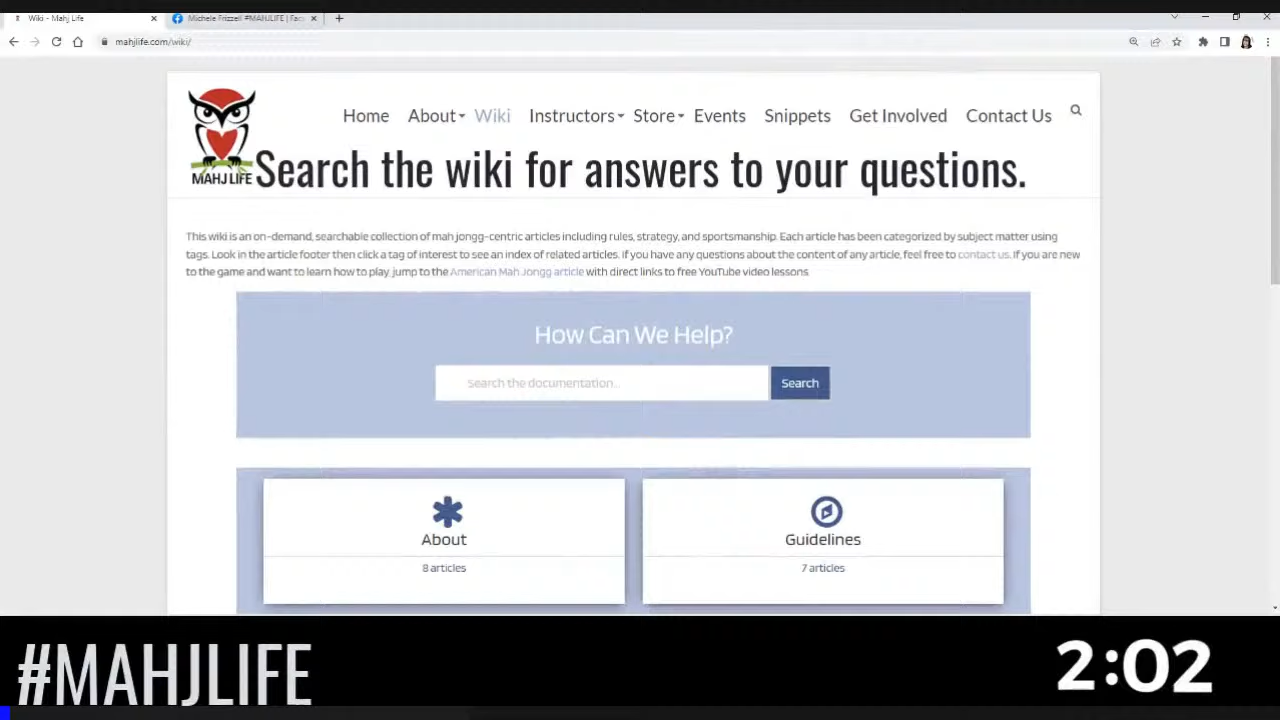 Wiki - Mahj Life
Michele Frizzell #MAHJLIFE | Fac
mahjlife.com/wiki/
MAHJ LIFE
Home About Wiki Instructors Store Events Snippets Get Involved Contact Us
Search the wiki for answers to your questions.
This wiki is an on-demand, searchable collection of mah jongg-centric articles including rules, strategy, and sportsmanship. Each article has been categorized by subject matter using
tags. Look in the article footer then click a tag of interest to see an index of related articles. If you have any questions about the content of any article, feel free to contact us. If you are new
to the game and want to learn how to play, jump to the American Mah Jongg article with direct links to free YouTube video lessons.
How Can We Help?
Search the documentation...
Search
About
8 articles
Guidelines
7 articles
#MAHJLIFE
2:02